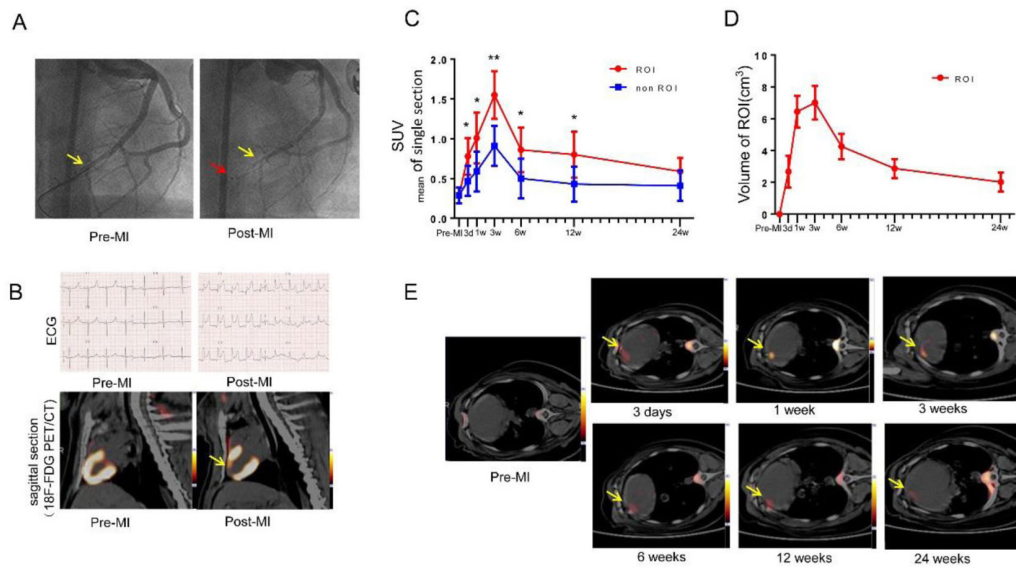 A
Pre-MI
Post-MI
B
ECG
Pre-MI
Post-MI
sagittal section
( 18F-FDG PET/CT)
Pre-MI
Post-MI
C
SUV
mean of single section
2.0
1.5
1.0
0.5
0.0
ROI
non ROI
*
*
**
*
*
Pre-MI 3d 1w 3w 6w 12w 24w
D
Volume of ROI(cm³)
8
6
4
2
0
ROI
Pre-MI 3d 1w 3w 6w 12w 24w
E
Pre-MI
3 days
1 week
3 weeks
6 weeks
12 weeks
24 weeks